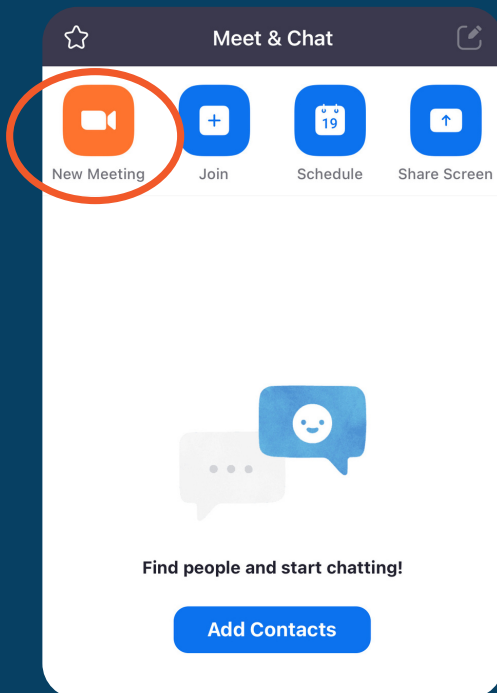 Meet & Chat
19
New Meeting Join Schedule Share Screen
Find people and start chatting!
Add Contacts